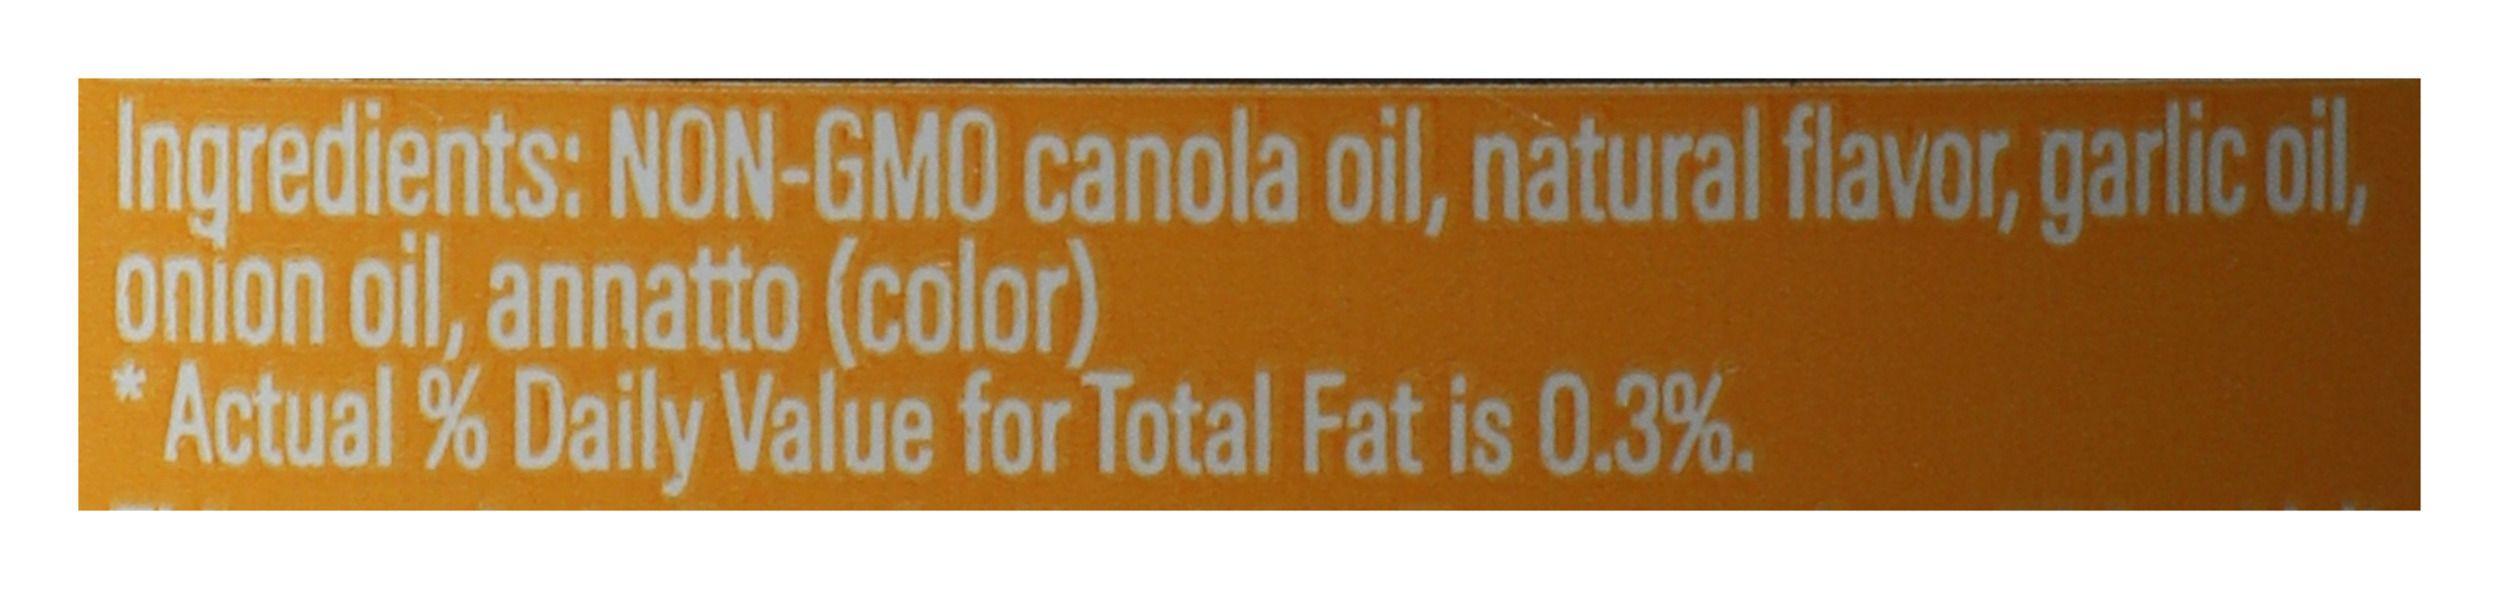 Ingredients: NON-GMO canola oil, natural flavor, garlic oil,
onion oil, annatto (color)
* Actual % Daily Value for Total Fat is 0.3%.